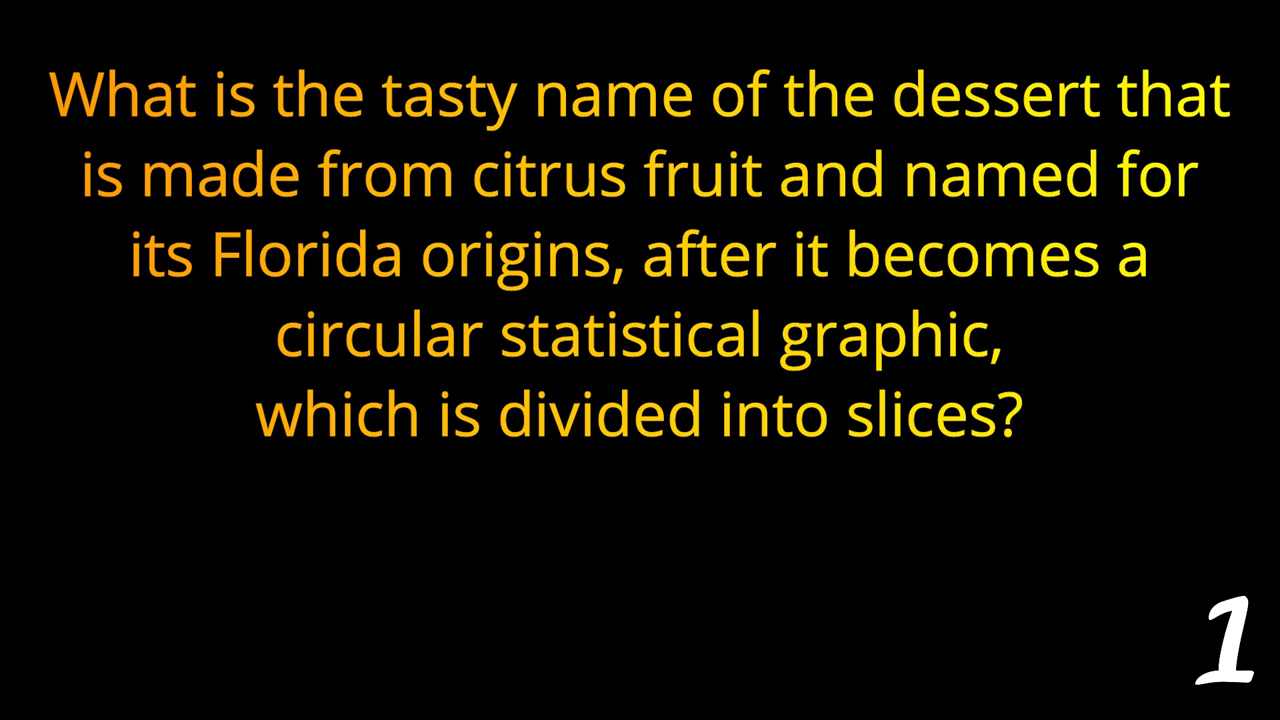 What is the tasty name of the dessert that
is made from citrus fruit and named for
its Florida origins, after it becomes a
circular statistical graphic,
which is divided into slices?
1